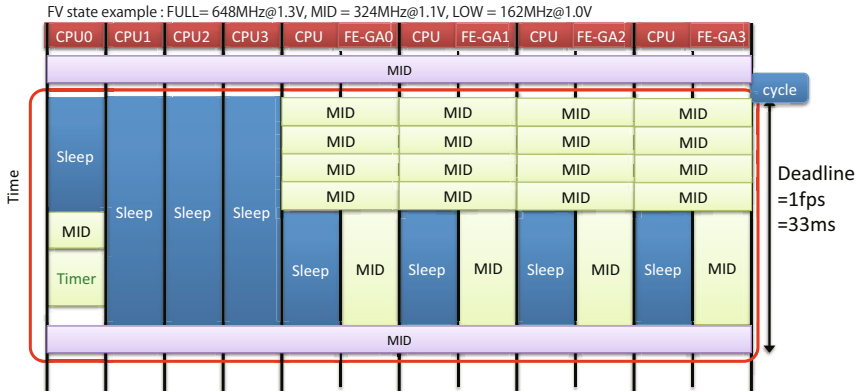 FV state example : FULL= 648MHz@1.3V, MID = 324MHz@1.1V, LOW = 162MHz@1.0V
CPU0 CPU1 CPU2 CPU3 CPU FE-GA0 CPU FE-GA1 CPU FE-GA2 CPU FE-GA3
MID
cycle
MID MID MID MID
MID MID MID MID
MID MID MID MID
MID MID MID MID
Time
Sleep
Sleep Sleep Sleep
MID
Timer
Sleep MID Sleep MID Sleep MID Sleep MID
MID
Deadline
=1fps
=33ms